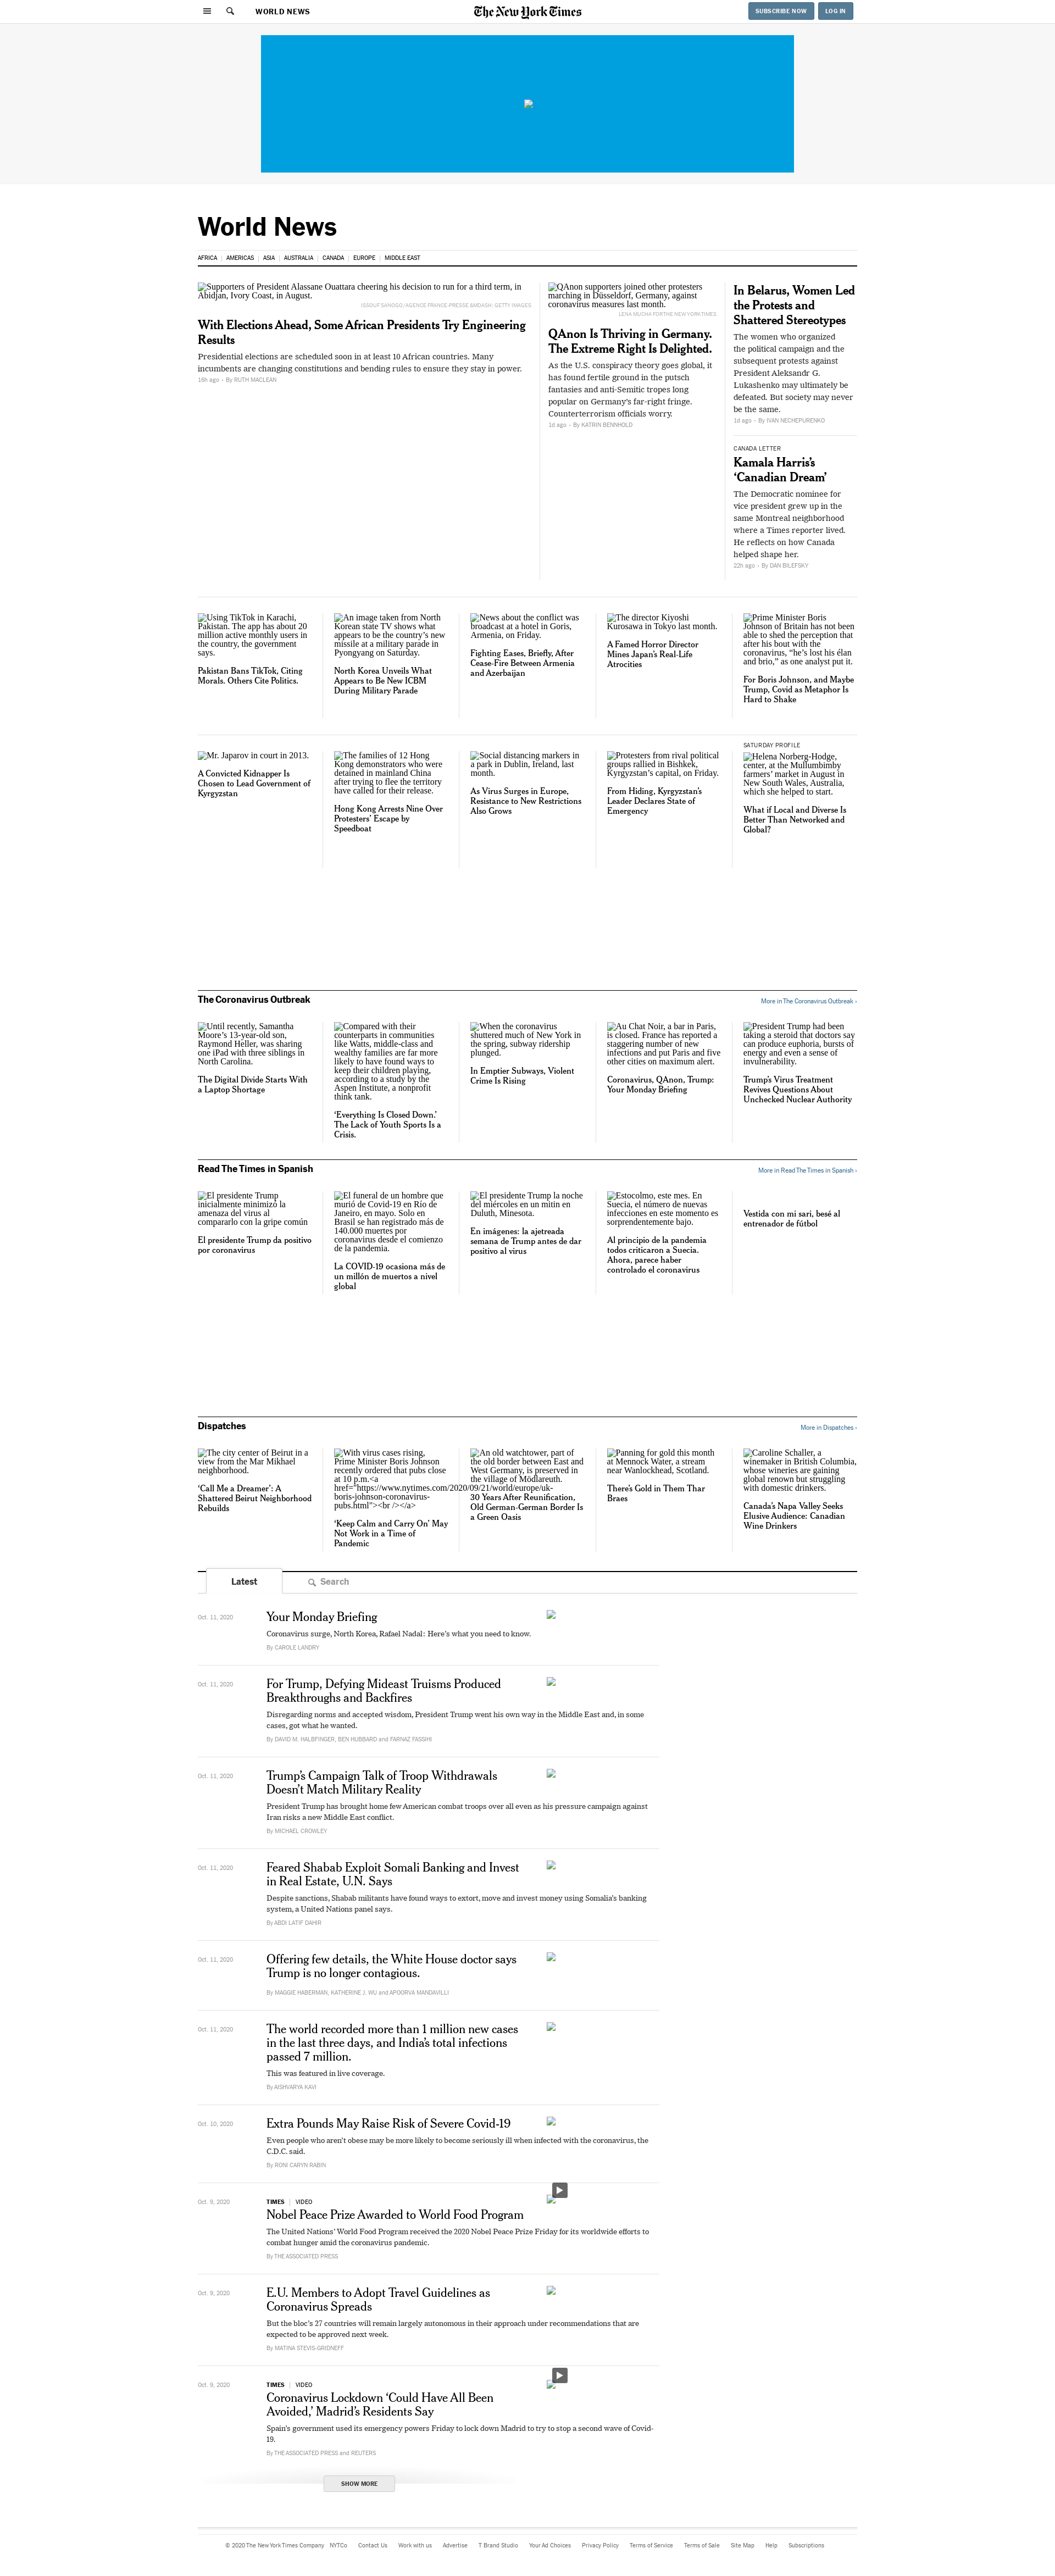 WORLD NEWS
The New York Times
SUBSCRIBE NOW
LOG IN
World News
AFRICA | AMERICAS | ASIA | AUSTRALIA | CANADA | EUROPE | MIDDLE EAST
Supporters of President Alassane Ouattara cheering his decision to run for a third term, in
Abidjan, Ivory Coast, in August.
ISSOUF SANOGO/AGENCE FRANCE-PRESSE &MDASH; GETTY IMAGES
With Elections Ahead, Some African Presidents Try Engineering
Results
Presidential elections are scheduled soon in at least 10 African countries. Many
incumbents are changing constitutions and bending rules to ensure they stay in power.
16h ago - By RUTH MACLEAN
QAnon supporters joined other protesters
marching in Düsseldorf, Germany, against
coronavirus measures last month.
LENA MUCHA FOR THE NEW YORK TIMES
QAnon Is Thriving in Germany.
The Extreme Right Is Delighted.
As the U.S. conspiracy theory goes global, it
has found fertile ground in the putsch
fantasies and anti-Semitic tropes long
popular on Germany’s far-right fringe.
Counterterrorism officials worry.
1d ago - By KATRIN BENNHOLD
In Belarus, Women Led
the Protests and
Shattered Stereotypes
The women who organized
the political campaign and the
subsequent protests against
President Aleksandr G.
Lukashenko may ultimately be
defeated. But society may never
be the same.
1d ago - By IVAN NECHEPURENKO
CANADA LETTER
Kamala Harris’s
‘Canadian Dream’
The Democratic nominee for
vice president grew up in the
same Montreal neighborhood
where a Times reporter lived.
He reflects on how Canada
helped shape her.
22h ago - By DAN BILEFSKY
Using TikTok in Karachi,
Pakistan. The app has about 20
million active monthly users in
the country, the government
says.
Pakistan Bans TikTok, Citing
Morals. Others Cite Politics.
An image taken from North
Korean state TV shows what
appears to be the country’s new
missile at a military parade in
Pyongyang on Saturday.
North Korea Unveils What
Appears to Be New ICBM
During Military Parade
News about the conflict was
broadcast at a hotel in Goris,
Armenia, on Friday.
Fighting Eases, Briefly, After
Cease-Fire Between Armenia
and Azerbaijan
The director Kiyoshi
Kurosawa in Tokyo last month.
A Famed Horror Director
Mines Japan’s Real-Life
Atrocities
Prime Minister Boris
Johnson of Britain has not been
able to shed the perception that
after his bout with the
coronavirus, “he’s lost his élan
and brio,” as one analyst put it.
For Boris Johnson, and Maybe
Trump, Covid as Metaphor Is
Hard to Shake
Mr. Japarov in court in 2013.
A Convicted Kidnapper Is
Chosen to Lead Government of
Kyrgyzstan
The families of 12 Hong
Kong demonstrators who were
detained in mainland China
after trying to flee the territory
have called for their release.
Hong Kong Arrests Nine Over
Protesters’ Escape by
Speedboat
Social distancing markers in
a park in Dublin, Ireland, last
month.
As Virus Surges in Europe,
Resistance to New Restrictions
Also Grows
Protesters from rival political
groups rallied in Bishkek,
Kyrgyzstan’s capital, on Friday.
From Hiding, Kyrgyzstan’s
Leader Declares State of
Emergency
SATURDAY PROFILE
Helena Norberg-Hodge,
center, at the Mullumbimby
farmers’ market in August in
New South Wales, Australia,
which she helped to start.
What if Local and Diverse Is
Better Than Networked and
Global?
The Coronavirus Outbreak
More in The Coronavirus Outbreak »
Until recently, Samantha
Moore’s 13-year-old son,
Raymond Heller, was sharing
one iPad with three siblings in
North Carolina.
The Digital Divide Starts With
a Laptop Shortage
Compared with their
counterparts in communities
like Watts, middle-class and
wealthy families are far more
likely to have found ways to
keep their children playing,
according to a study by the
Aspen Institute, a nonprofit
think tank.
‘Everything Is Closed Down.’
The Lack of Youth Sports Is a
Crisis.
When the coronavirus
shuttered much of New York in
the spring, subway ridership
plunged.
In Emptier Subways, Violent
Crime Is Rising
Au Chat Noir, a bar in Paris,
is closed. France has reported a
staggering number of new
infections and put Paris and five
other cities on maximum alert.
Coronavirus, QAnon, Trump:
Your Monday Briefing
President Trump had been
taking a steroid that doctors say
can produce euphoria, bursts of
energy and even a sense of
invulnerability.
Trump’s Virus Treatment
Revives Questions About
Unchecked Nuclear Authority
Read The Times in Spanish
More in Read The Times in Spanish »
El presidente Trump
inicialmente minimizó la
amenaza del virus al
compararlo con la gripe común
El presidente Trump da positivo
por coronavirus
El funeral de un hombre que
murió de Covid-19 en Río de
Janeiro, en mayo. Solo en
Brasil se han registrado más de
140.000 muertes por
coronavirus desde el comienzo
de la pandemia.
La COVID-19 ocasiona más de
un millón de muertos a nivel
global
El presidente Trump la noche
del miércoles en un mitin en
Duluth, Minesota.
En imágenes: la ajetreada
semana de Trump antes de dar
positivo al virus
Estocolmo, este mes. En
Suecia, el número de nuevas
infecciones en este momento es
sorprendentemente bajo.
Al principio de la pandemia
todos criticaron a Suecia.
Ahora, parece haber
controlado el coronavirus
Vestida con mi sari, besé al
entrenador de fútbol
Dispatches
More in Dispatches »
The city center of Beirut in a
view from the Mar Mikhael
neighborhood.
‘Call Me a Dreamer’: A
Shattered Beirut Neighborhood
Rebuilds
With virus cases rising,
Prime Minister Boris Johnson
recently ordered that pubs close
at 10 p.m.<a
href="https://www.nytimes.com/2020/09/21/world/europe/uk-
boris-johnson-coronavirus-
pubs.html"><br /></a>
‘Keep Calm and Carry On’ May
Not Work in a Time of
Pandemic
An old watchtower, part of
the old border between East and
West Germany, is preserved in
the village of Mödlareuth.
30 Years After Reunification,
Old German-German Border Is
a Green Oasis
Panning for gold this month
at Mennock Water, a stream
near Wanlockhead, Scotland.
There’s Gold in Them Thar
Braes
Caroline Schaller, a
winemaker in British Columbia,
whose wineries are gaining
global renown but struggling
with domestic drinkers.
Canada’s Napa Valley Seeks
Elusive Audience: Canadian
Wine Drinkers
Latest
Search
Oct. 11, 2020
Your Monday Briefing
Coronavirus surge, North Korea, Rafael Nadal: Here’s what you need to know.
By CAROLE LANDRY
Oct. 11, 2020
For Trump, Defying Mideast Truisms Produced
Breakthroughs and Backfires
Disregarding norms and accepted wisdom, President Trump went his own way in the Middle East and, in some
cases, got what he wanted.
By DAVID M. HALBFINGER, BEN HUBBARD and FARNAZ FASSIHI
Oct. 11, 2020
Trump’s Campaign Talk of Troop Withdrawals
Doesn’t Match Military Reality
President Trump has brought home few American combat troops over all even as his pressure campaign against
Iran risks a new Middle East conflict.
By MICHAEL CROWLEY
Oct. 11, 2020
Feared Shabab Exploit Somali Banking and Invest
in Real Estate, U.N. Says
Despite sanctions, Shabab militants have found ways to extort, move and invest money using Somalia’s banking
system, a United Nations panel says.
By ABDI LATIF DAHIR
Oct. 11, 2020
Offering few details, the White House doctor says
Trump is no longer contagious.
By MAGGIE HABERMAN, KATHERINE J. WU and APOORVA MANDAVILLI
Oct. 11, 2020
The world recorded more than 1 million new cases
in the last three days, and India’s total infections
passed 7 million.
This was featured in live coverage.
By AISHVARYA KAVI
Oct. 10, 2020
Extra Pounds May Raise Risk of Severe Covid-19
Even people who aren’t obese may be more likely to become seriously ill when infected with the coronavirus, the
C.D.C. said.
By RONI CARYN RABIN
Oct. 9, 2020
TIMES | VIDEO
Nobel Peace Prize Awarded to World Food Program
The United Nations’ World Food Program received the 2020 Nobel Peace Prize Friday for its worldwide efforts to
combat hunger amid the coronavirus pandemic.
By THE ASSOCIATED PRESS
Oct. 9, 2020
E.U. Members to Adopt Travel Guidelines as
Coronavirus Spreads
But the bloc’s 27 countries will remain largely autonomous in their approach under recommendations that are
expected to be approved next week.
By MATINA STEVIS-GRIDNEFF
Oct. 9, 2020
TIMES | VIDEO
Coronavirus Lockdown ‘Could Have All Been
Avoided,’ Madrid’s Residents Say
Spain’s government used its emergency powers Friday to lock down Madrid to try to stop a second wave of Covid-
19.
By THE ASSOCIATED PRESS and REUTERS
SHOW MORE
© 2020 The New York Times Company NYTCo Contact Us Work with us Advertise T Brand Studio Your Ad Choices Privacy Policy Terms of Service Terms of Sale Site Map Help Subscriptions